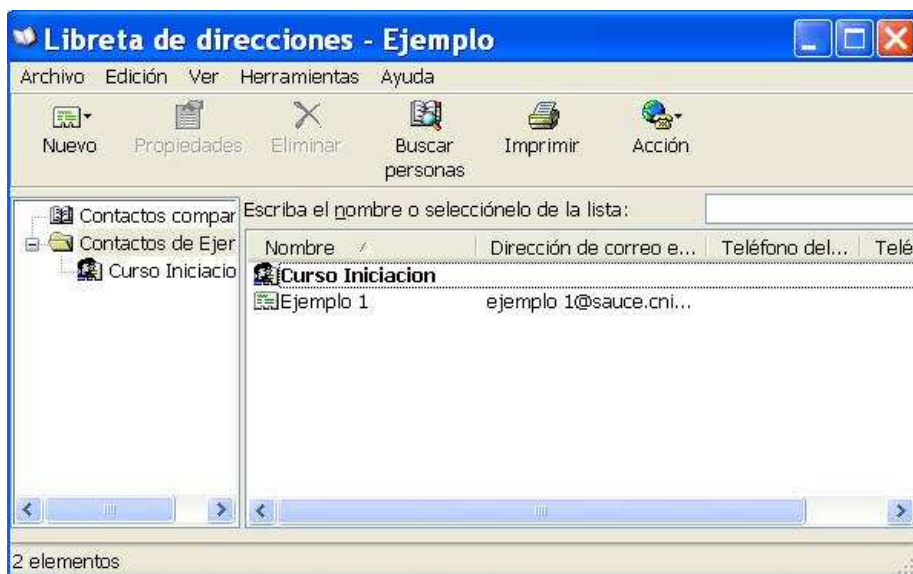 Libreta de direcciones - Ejemplo
Archivo Edición Ver Herramientas Ayuda
Nuevo Propiedades Eliminar Buscar personas Imprimir Acción
Contactos compar
Contactos de Ejer
Curso Iniciacio
Escriba el nombre o selecciónelo de la lista:
Nombre Dirección de correo e... Teléfono del... Telé
Curso Iniciacion
Ejemplo 1 ejemplo 1@sauce.cni...
2 elementos